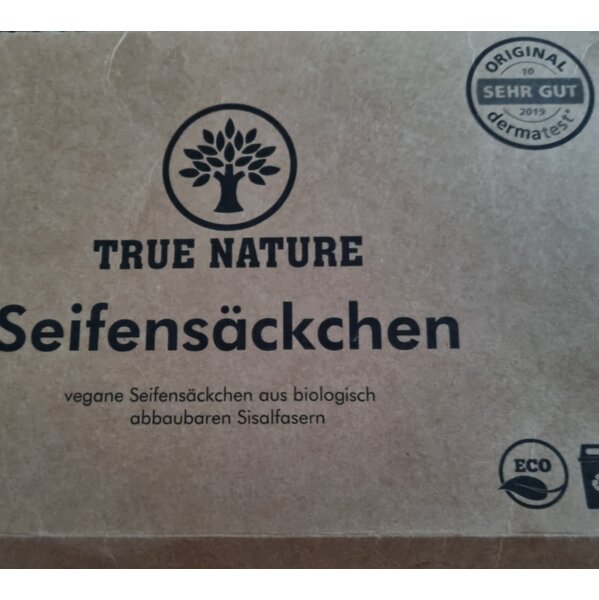 ORIGINAL
10
SEHR GUT
2019
dermatest®
TRUE NATURE
Seifensäckchen
vegane Seifensäckchen aus biologisch
abbaubaren Sisalfasern
ECO